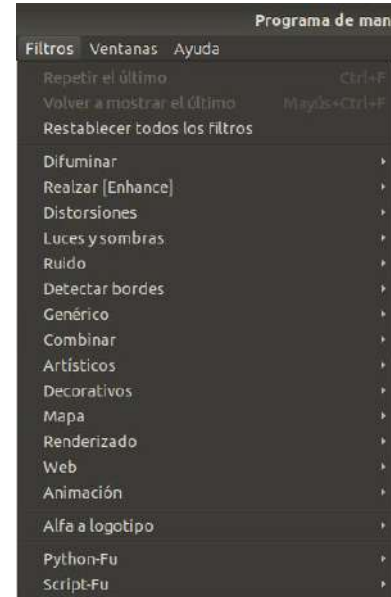 Programa de man
Filtros Ventanas Ayuda
Repetir el último Ctrl+F
Volver a mostrar el último Mayús+Ctrl+F
Restablecer todos los filtros
Difuminar
Realzar [Enhance]
Distorsiones
Luces y sombras
Ruido
Detectar bordes
Genérico
Combinar
Artísticos
Decorativos
Mapa
Renderizado
Web
Animación
Alfa a logotipo
Python-Fu
Script-Fu